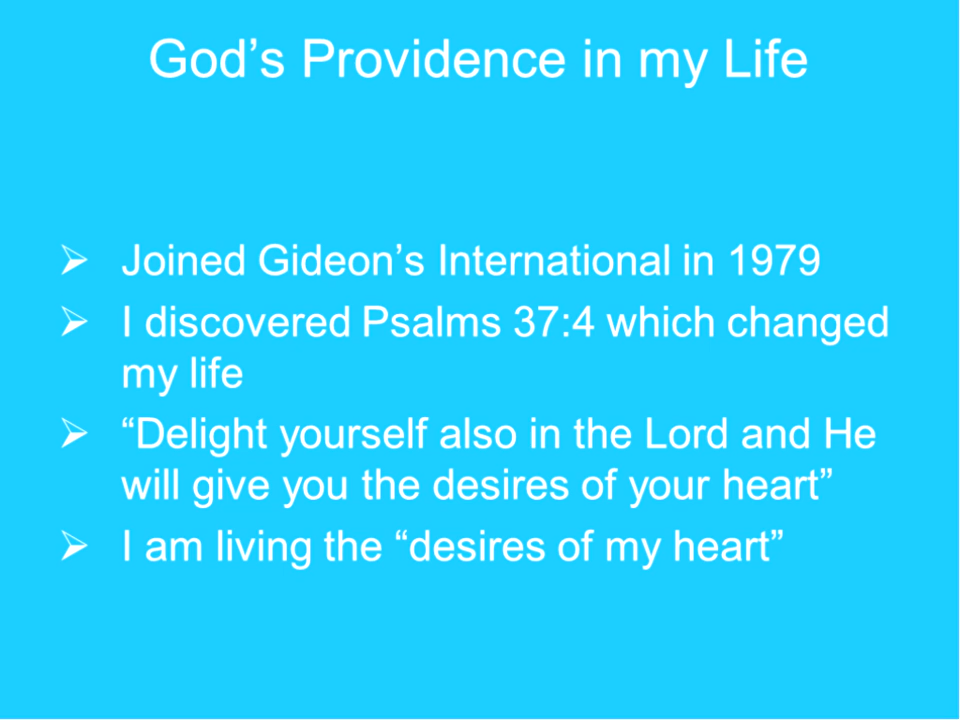 God’s Providence in my Life
➢ Joined Gideon’s International in 1979
➢ I discovered Psalms 37:4 which changed
my life
➢ “Delight yourself also in the Lord and He
will give you the desires of your heart”
➢ I am living the “desires of my heart”